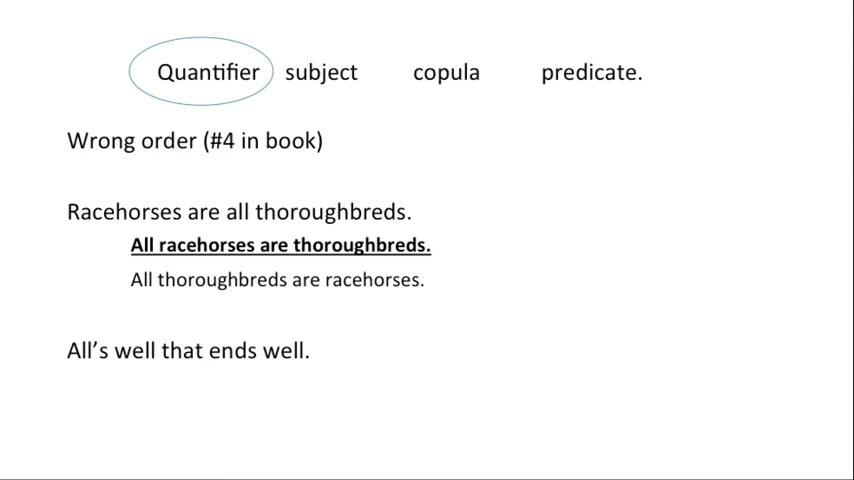 Quantifier subject copula predicate.
Wrong order (#4 in book)
Racehorses are all thoroughbreds.
All racehorses are thoroughbreds.
All thoroughbreds are racehorses.
All’s well that ends well.